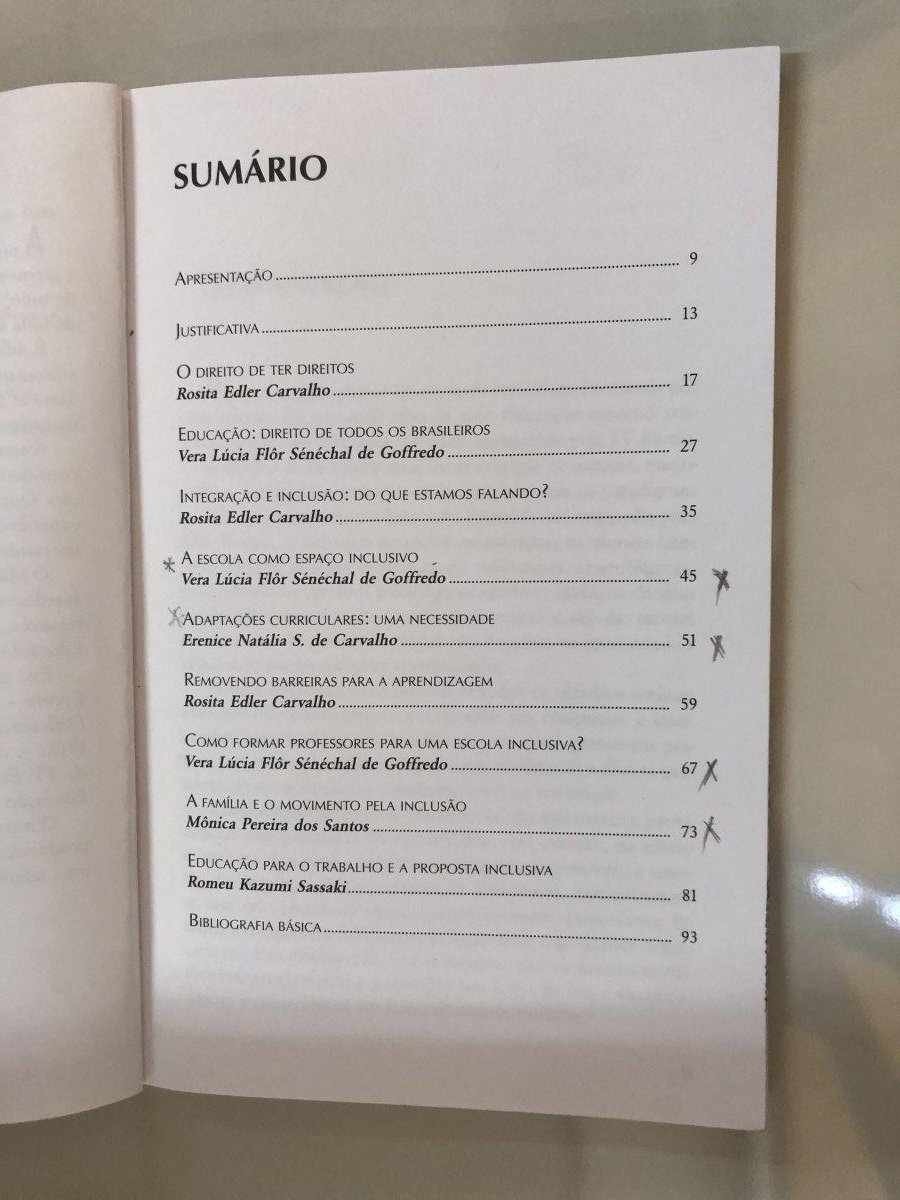 SUMÁRIO
APRESENTAÇÃO 9
JUSTIFICATIVA 13
O DIREITO DE TER DIREITOS
Rosita Edler Carvalho 17
EDUCAÇÃO: DIREITO DE TODOS OS BRASILEIROS
Vera Lúcia Flôr Sénéchal de Goffredo 27
INTEGRAÇÃO E INCLUSÃO: DO QUE ESTAMOS FALANDO?
Rosita Edler Carvalho 35
A ESCOLA COMO ESPAÇO INCLUSIVO
Vera Lúcia Flôr Sénéchal de Goffredo 45
ADAPTAÇÕES CURRICULARES: UMA NECESSIDADE
Erenice Natália S. de Carvalho 51
REMOVENDO BARREIRAS PARA A APRENDIZAGEM
Rosita Edler Carvalho 59
COMO FORMAR PROFESSORES PARA UMA ESCOLA INCLUSIVA?
Vera Lúcia Flôr Sénéchal de Goffredo 67
A FAMÍLIA E O MOVIMENTO PELA INCLUSÃO
Mônica Pereira dos Santos 73
EDUCAÇÃO PARA O TRABALHO E A PROPOSTA INCLUSIVA
Romeu Kazumi Sassaki 81
BIBLIOGRAFIA BÁSICA 93